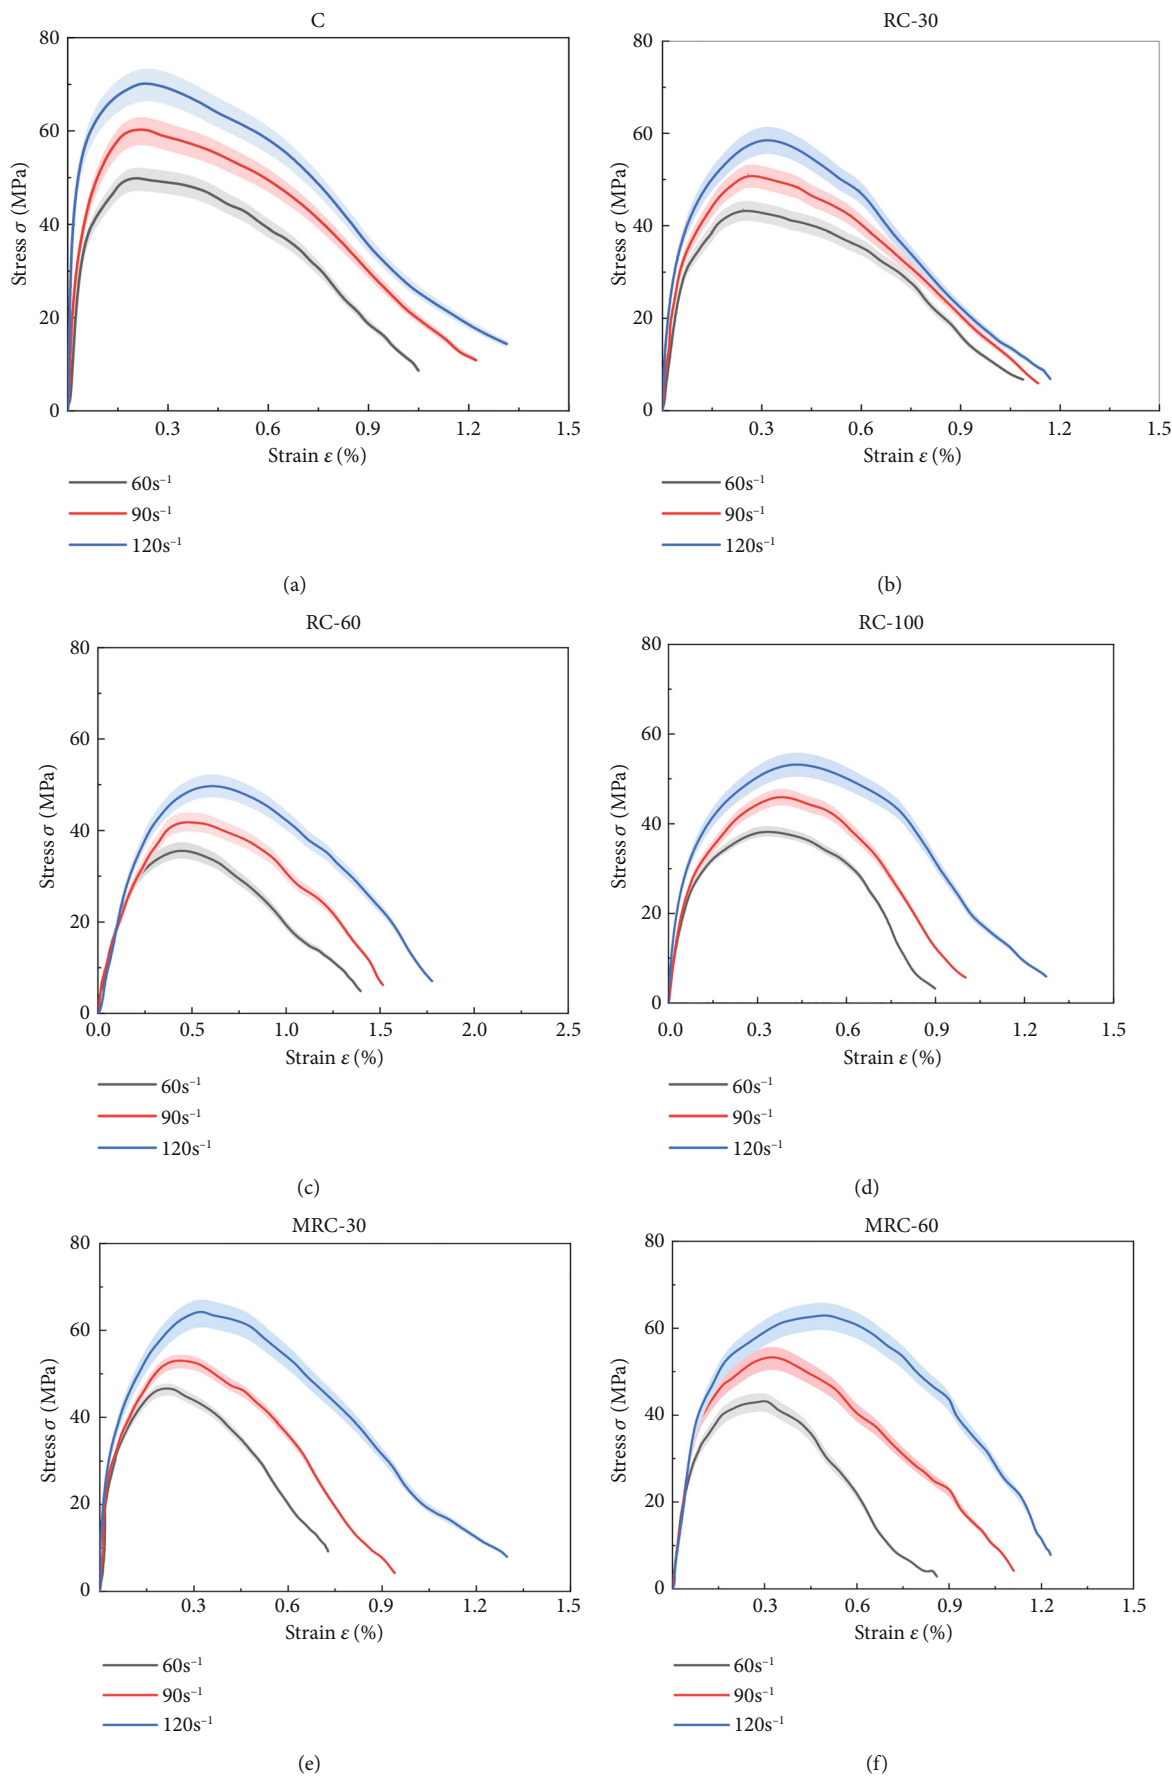 C
80
60
40
20
0
Stress σ (MPa)
0.3
0.6
0.9
1.2
1.5
Strain ε (%)
60s⁻¹
90s⁻¹
120s⁻¹
(a)
RC-30
80
60
40
20
0
Stress σ (MPa)
0.3
0.6
0.9
1.2
1.5
Strain ε (%)
60s⁻¹
90s⁻¹
120s⁻¹
(b)
RC-60
80
60
40
20
0
Stress σ (MPa)
0.0
0.5
1.0
1.5
2.0
2.5
Strain ε (%)
60s⁻¹
90s⁻¹
120s⁻¹
(c)
RC-100
80
60
40
20
0
Stress σ (MPa)
0.0
0.3
0.6
0.9
1.2
1.5
Strain ε (%)
60s⁻¹
90s⁻¹
120s⁻¹
(d)
MRC-30
80
60
40
20
0
Stress σ (MPa)
0.3
0.6
0.9
1.2
1.5
Strain ε (%)
60s⁻¹
90s⁻¹
120s⁻¹
(e)
MRC-60
80
60
40
20
0
Stress σ (MPa)
0.3
0.6
0.9
1.2
1.5
Strain ε (%)
60s⁻¹
90s⁻¹
120s⁻¹
(f)